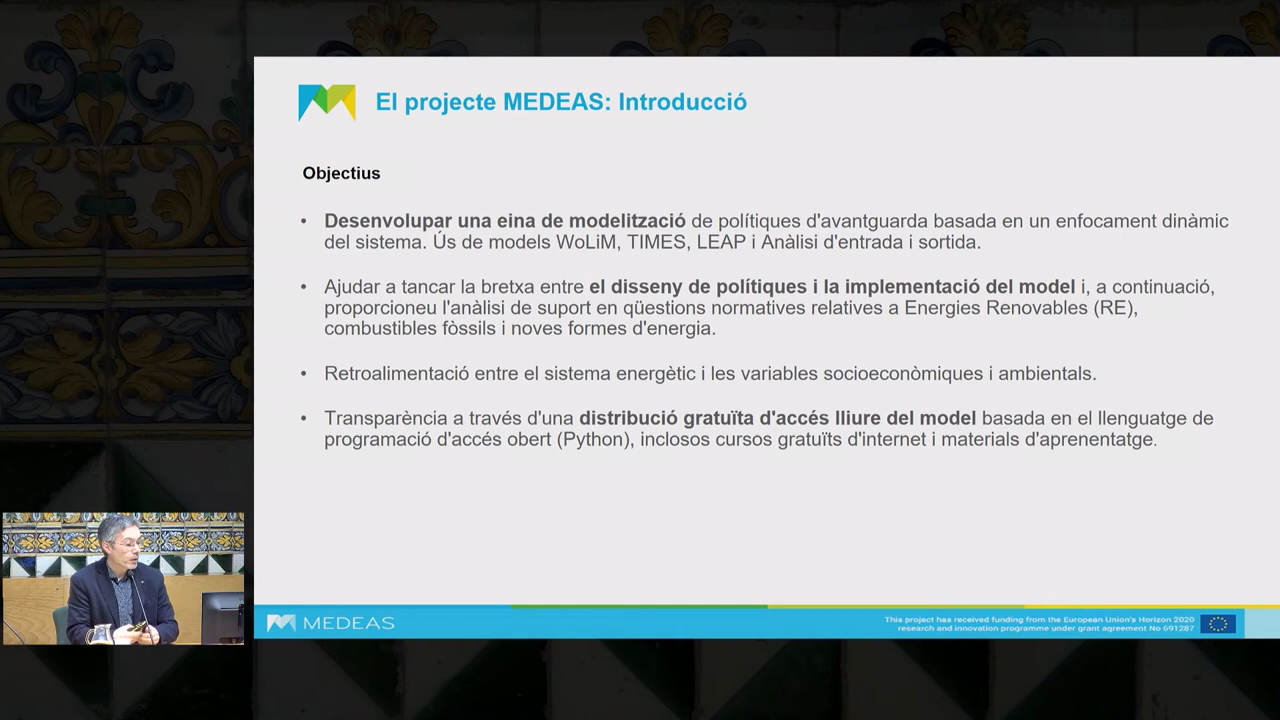 El projecte MEDEAS: Introducció
Objectius
• Desenvolupar una eina de modelització de polítiques d'avantguarda basada en un enfocament dinàmic
del sistema. Ús de models WoLiM, TIMES, LEAP i Anàlisi d'entrada i sortida.
• Ajudar a tancar la bretxa entre el disseny de polítiques i la implementació del model i, a continuació,
proporcioneu l'anàlisi de suport en qüestions normatives relatives a Energies Renovables (RE),
combustibles fòssils i noves formes d'energia.
• Retroalimentació entre el sistema energètic i les variables socioeconòmiques i ambientals.
• Transparència a través d'una distribució gratuïta d'accés lliure del model basada en el llenguatge de
programació d'accés obert (Python), inclosos cursos gratuïts d'internet i materials d'aprenentatge.
MEDEAS
This project has received funding from the European Union's Horizon 2020
research and innovation programme under grant agreement No 691287